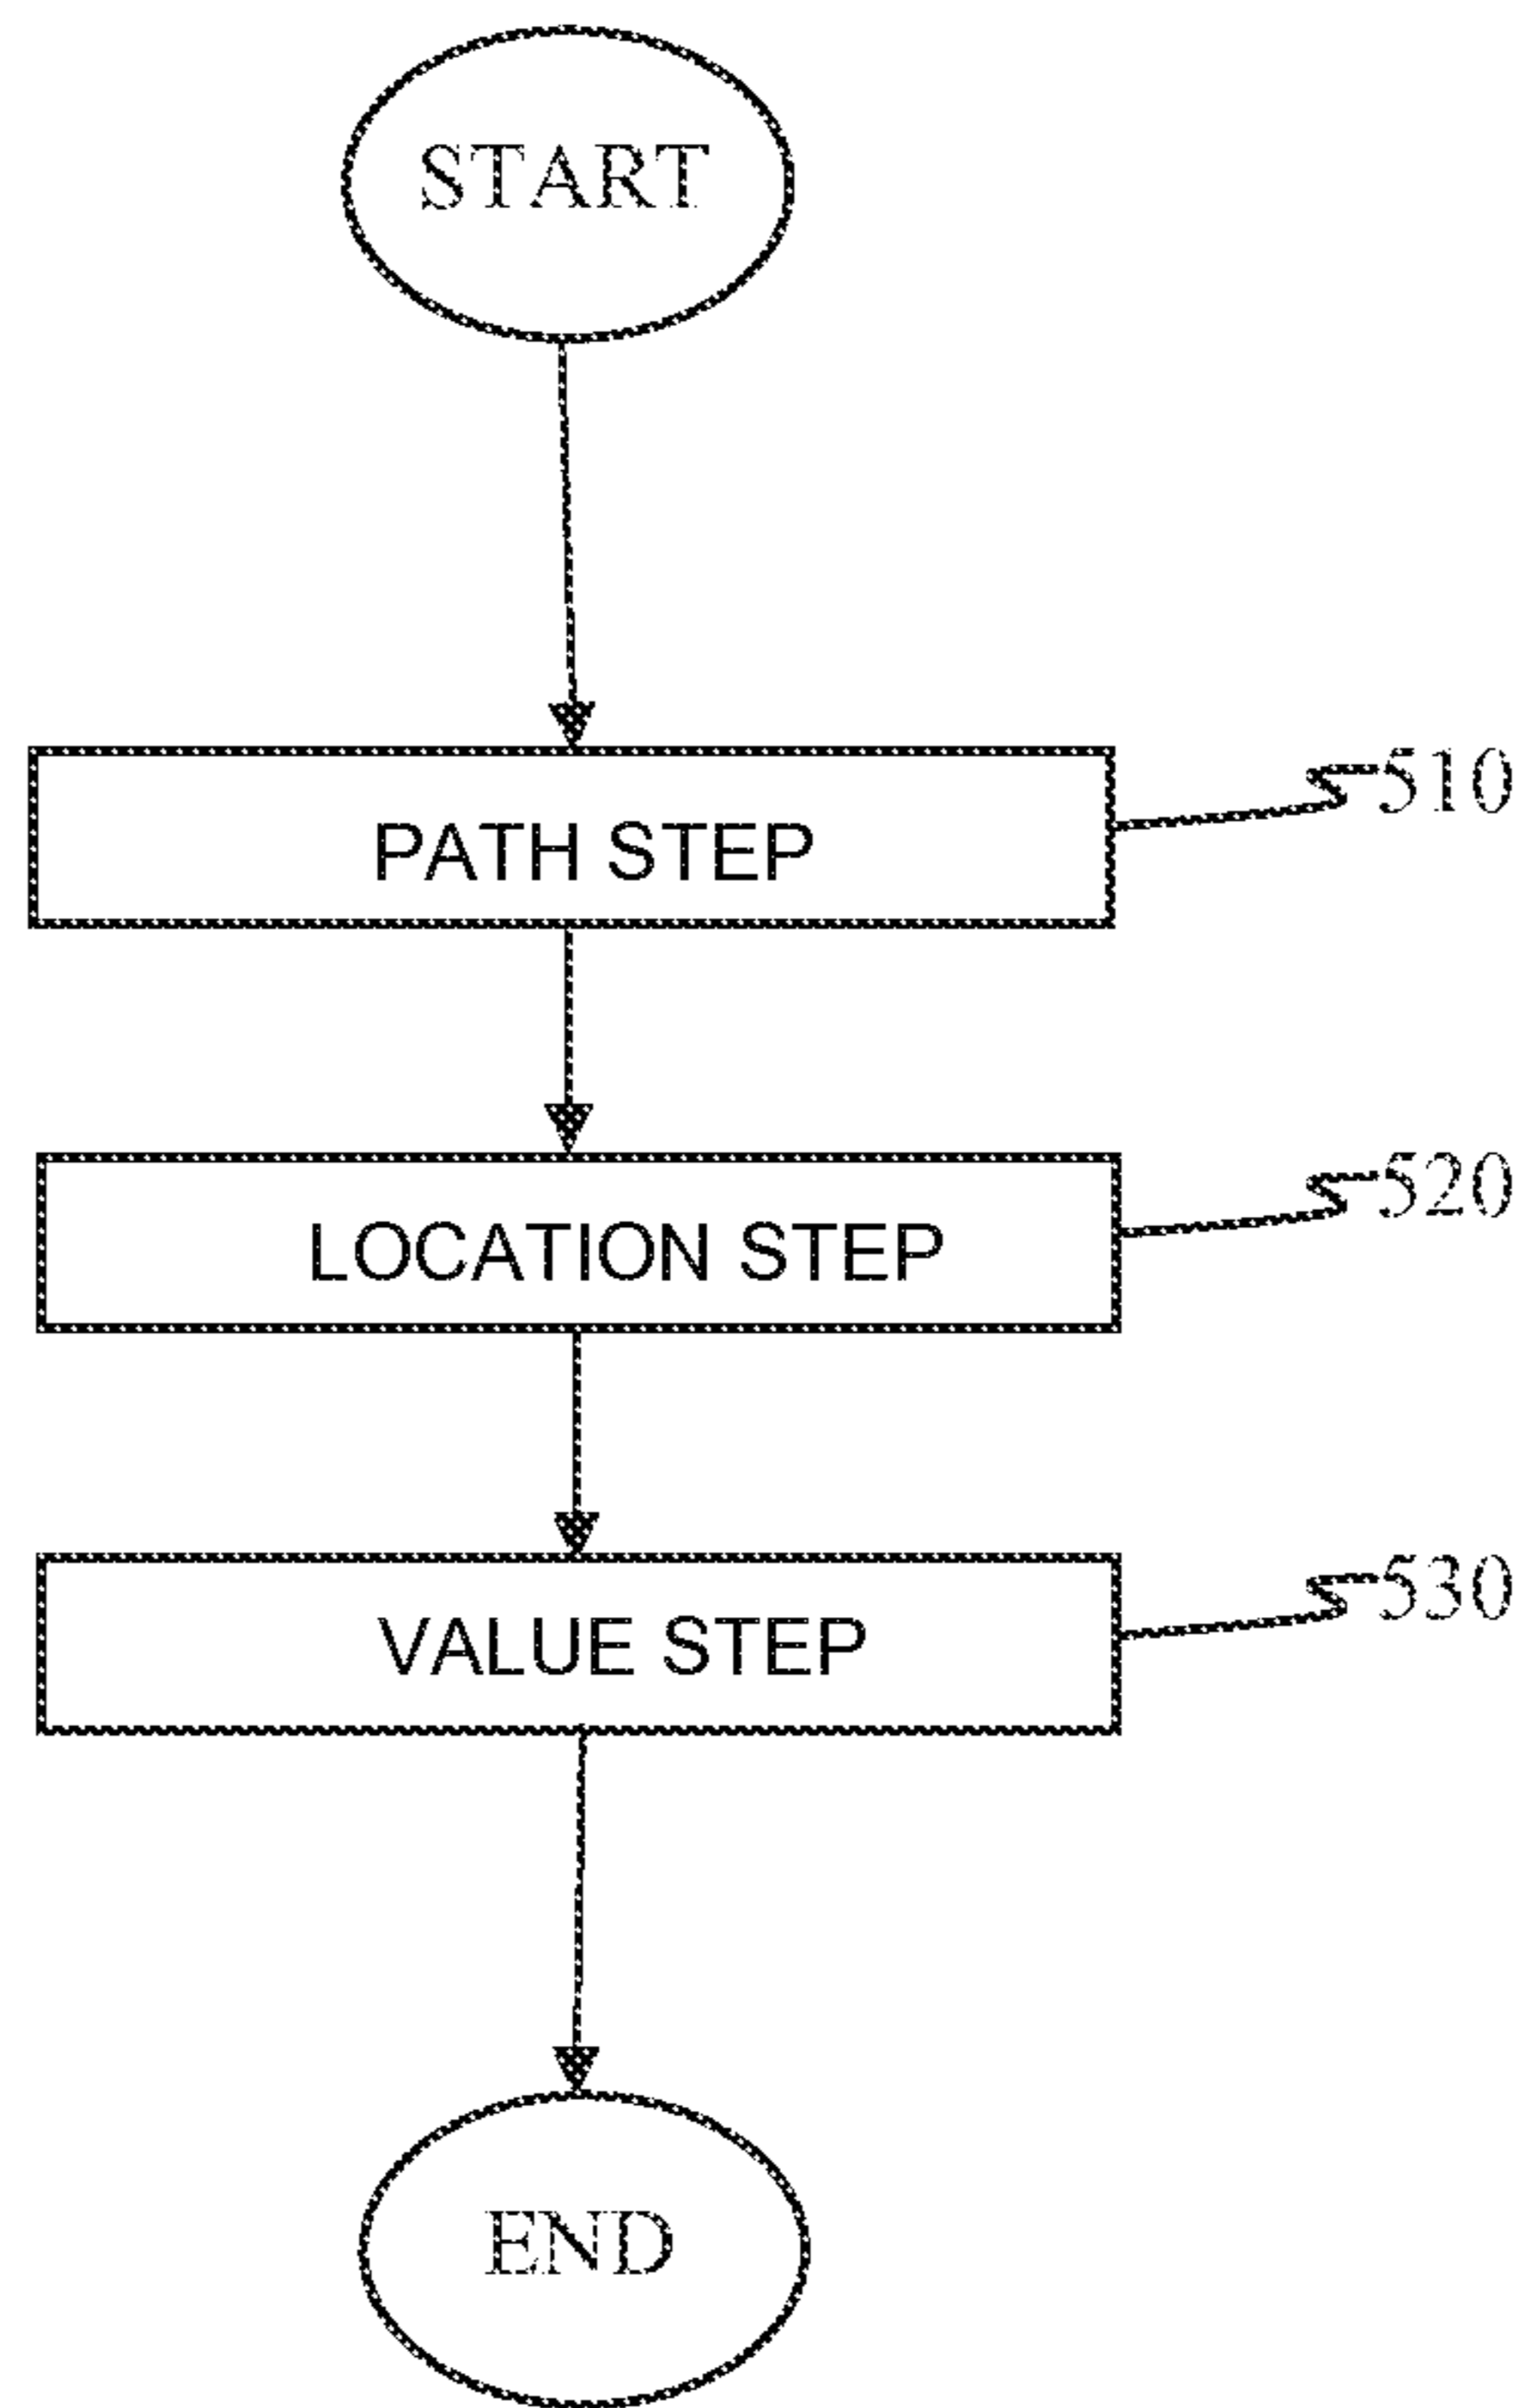 START
PATH STEP
510
LOCATION STEP
520
VALUE STEP
530
END